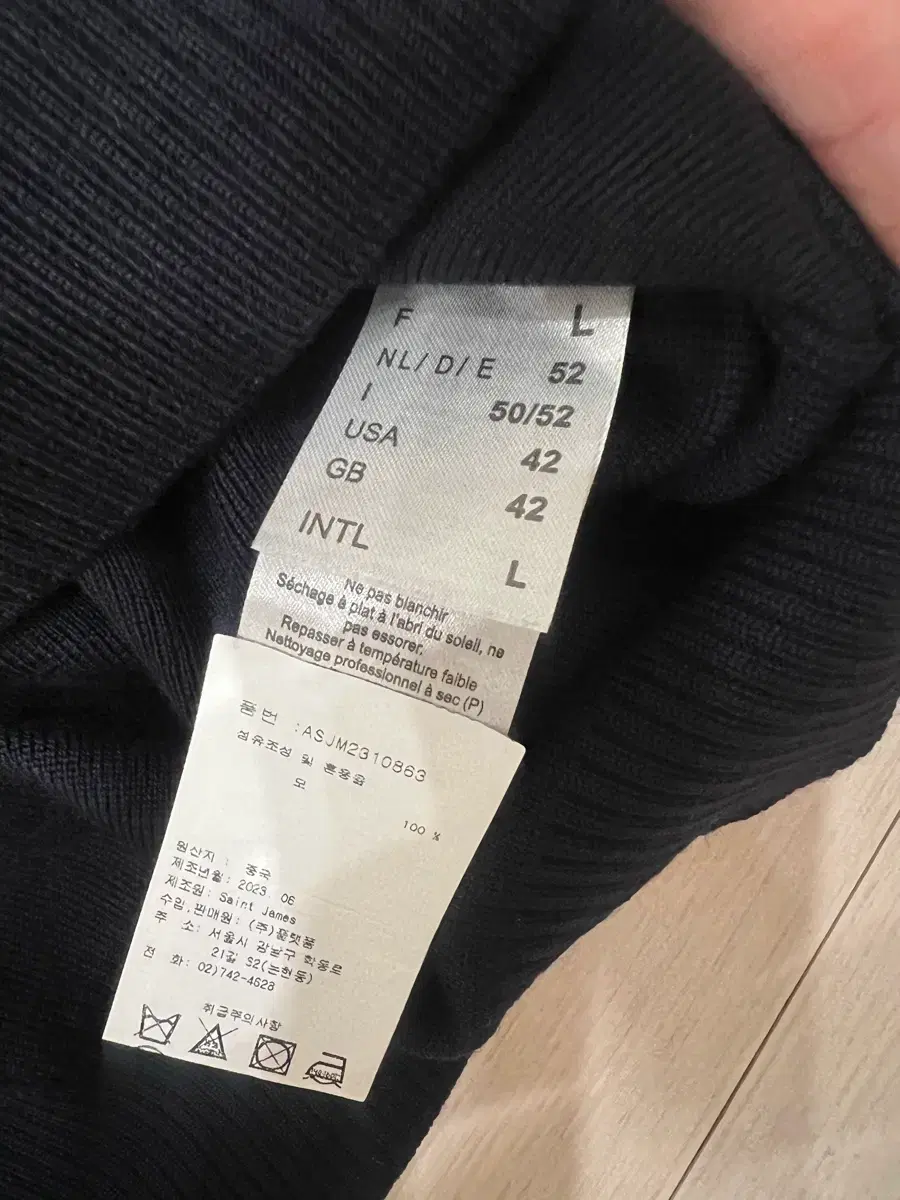 F L
NL/ D/ E 52
I 50/52
USA 42
GB 42
INTL L
Ne pas blanchir
Séchage à plat à l'abri du soleil, ne
pas essorer.
Repasser à température faible
Nettoyage professionnel à sec (P)
품 번 :ASJM2310863
섬유조성 및 혼용율
모
100 %
원산지 : 중국
제조년월: 2023. 06
제조원: Saint James
수입,판매원: (주)플랫폼
주 소: 서울시 강남구 학동로
21길 52(논현동)
전 화: 02)742-4628
취급주의사항